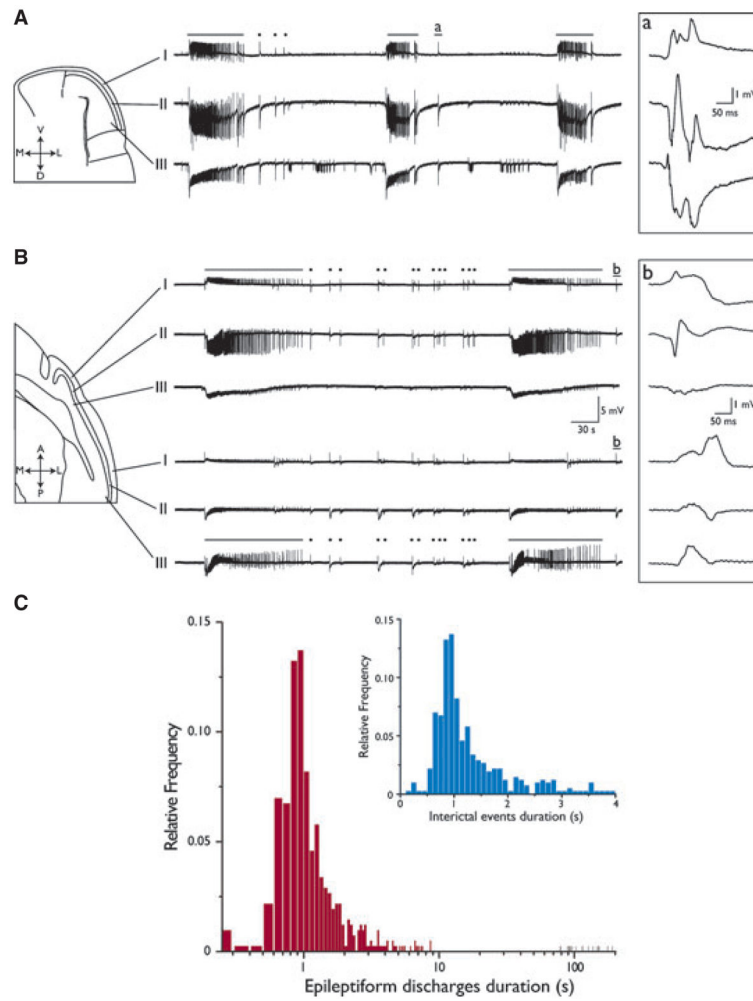 A
a
a
I
II
III
V
M L
D
1 mV
50 ms
B
b
b
I
II
III
5 mV
30 s
1 mV
50 ms
A
M L
P
b
I
II
III
C
0.15
0.10
0.05
0
Relative Frequency
1
10
100
Epileptiform discharges duration (s)
0.15
0.10
0.05
0
Relative Frequency
0 1 2 3 4
Interictal events duration (s)